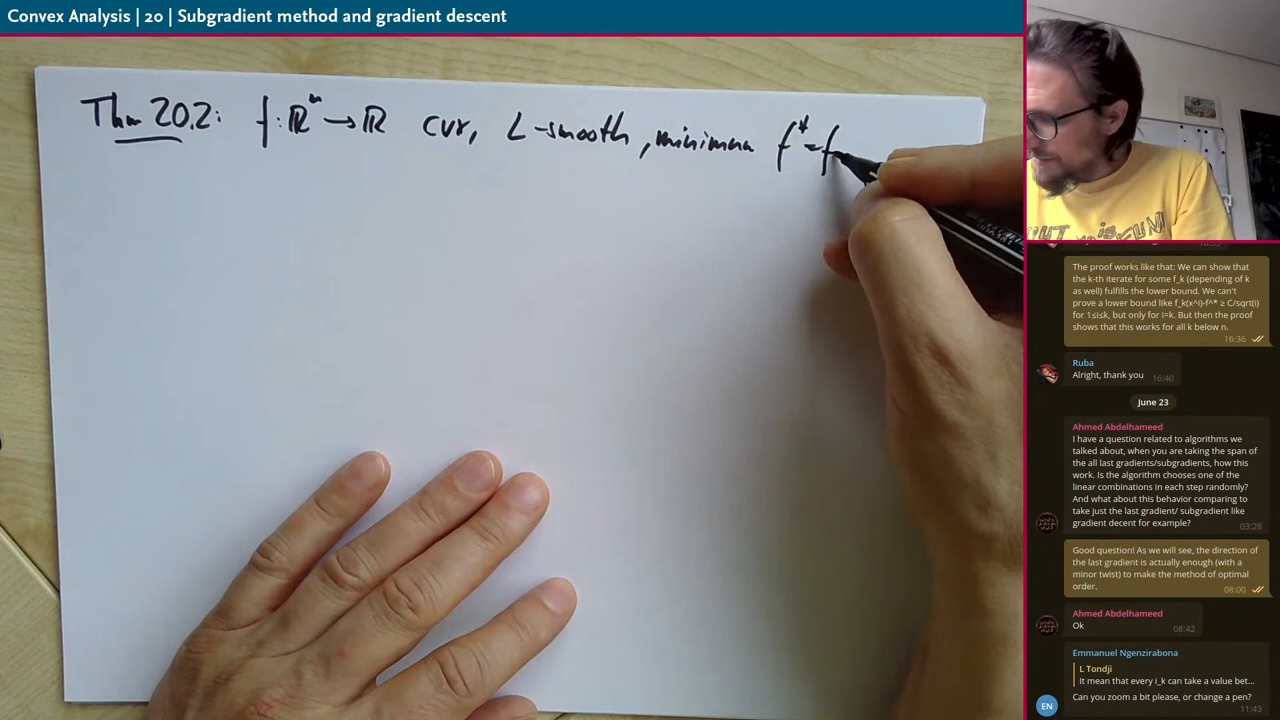 Convex Analysis | 20 | Subgradient method and gradient descent
Thm 20.2: f: ℝⁿ → ℝ cvx, L-smooth, minimum f* = f
The proof works like that: We can show that
the k-th iterate for some f_k (depending of k
as well) fulfills the lower bound. We can't
prove a lower bound like f_k(x^i)-f^* ≥ C/sqrt(i)
for 1≤i≤k, but only for i=k. But then the proof
shows that this works for all k below n.
16:36
Ruba
Alright, thank you
16:40
June 23
Ahmed Abdelhameed
I have a question related to algorithms we
talked about, when you are taking the span of
the all last gradients/subgradients, how this
work. Is the algorithm chooses one of the
linear combinations in each step randomly?
And what about this behavior comparing to
take just the last gradient/ subgradient like
gradient decent for example?
03:28
Good question! As we will see, the direction of
the last gradient is actually enough (with a
minor twist) to make the method of optimal
order.
08:00
Ahmed Abdelhameed
Ok
08:42
Emmanuel Ngenzirabona
L Tondji
It mean that every i_k can take a value bet...
EN
Can you zoom a bit please, or change a pen?
11:43